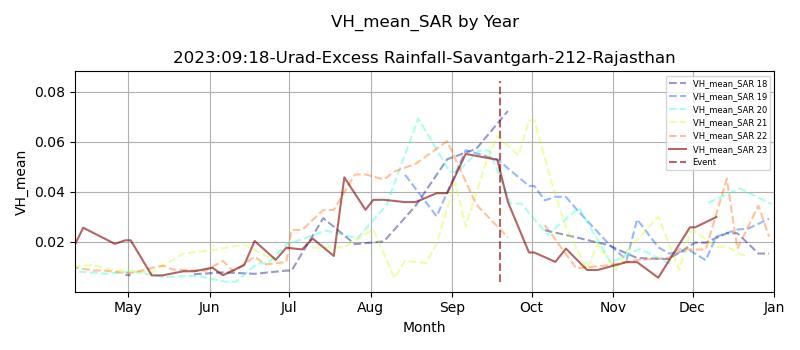 VH_mean_SAR by Year
2023:09:18-Urad-Excess Rainfall-Savantgarh-212-Rajasthan
VH_mean
0.08
0.06
0.04
0.02
VH_mean_SAR 18
VH_mean_SAR 19
VH_mean_SAR 20
VH_mean_SAR 21
VH_mean_SAR 22
VH_mean_SAR 23
Event
May Jun Jul Aug Sep Oct Nov Dec Jan
Month